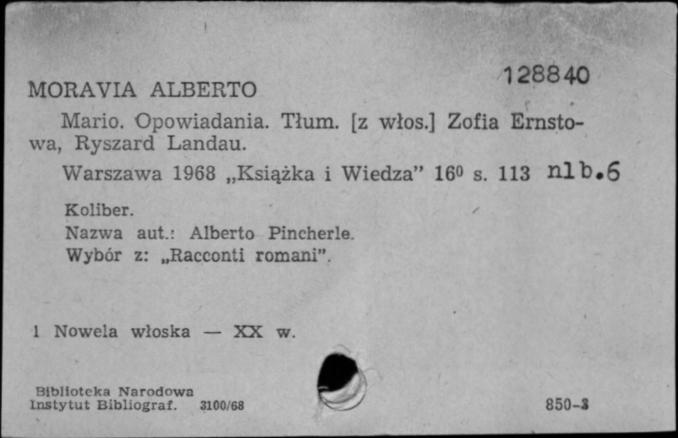 128840
MORAVIA ALBERTO
Mario. Opowiadania. Tłum. [z włos.] Zofia Ernsto-
wa, Ryszard Landau.
Warszawa 1968 „Książka i Wiedza” 16⁰ s. 113 nlb.6
Koliber.
Nazwa aut.: Alberto Pincherle.
Wybór z: „Racconti romani”.
1 Nowela włoska — XX w.
Biblioteka Narodowa
Instytut Bibliograf. 3100/68
850-3